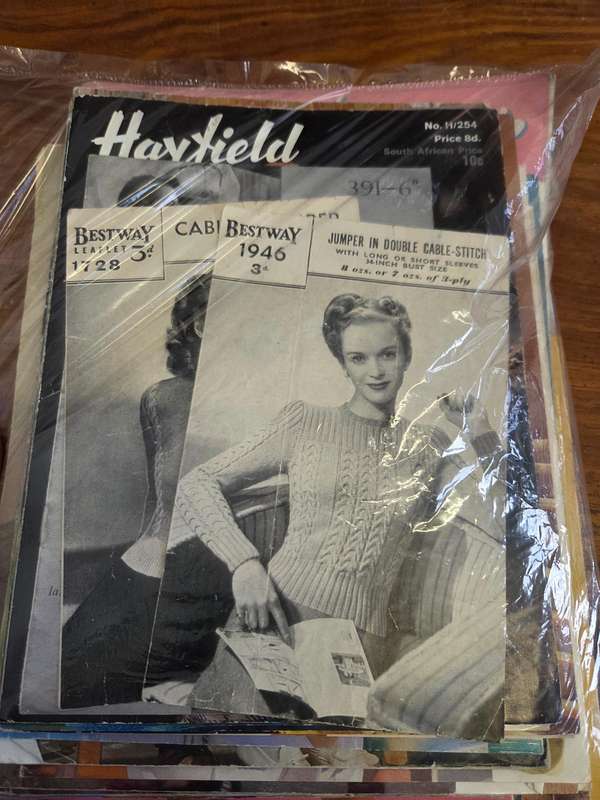 Hayfield
No. H/254
Price 8d.
South African Price
10c
391-6
BESTWAY
LEAFLET 3d
1728
BESTWAY
1946
3d
JUMPER IN DOUBLE CABLE-STITCH
WITH LONG OR SHORT SLEEVES
34-INCH BUST SIZE
8 ozs. or 7 ozs. of 3-ply